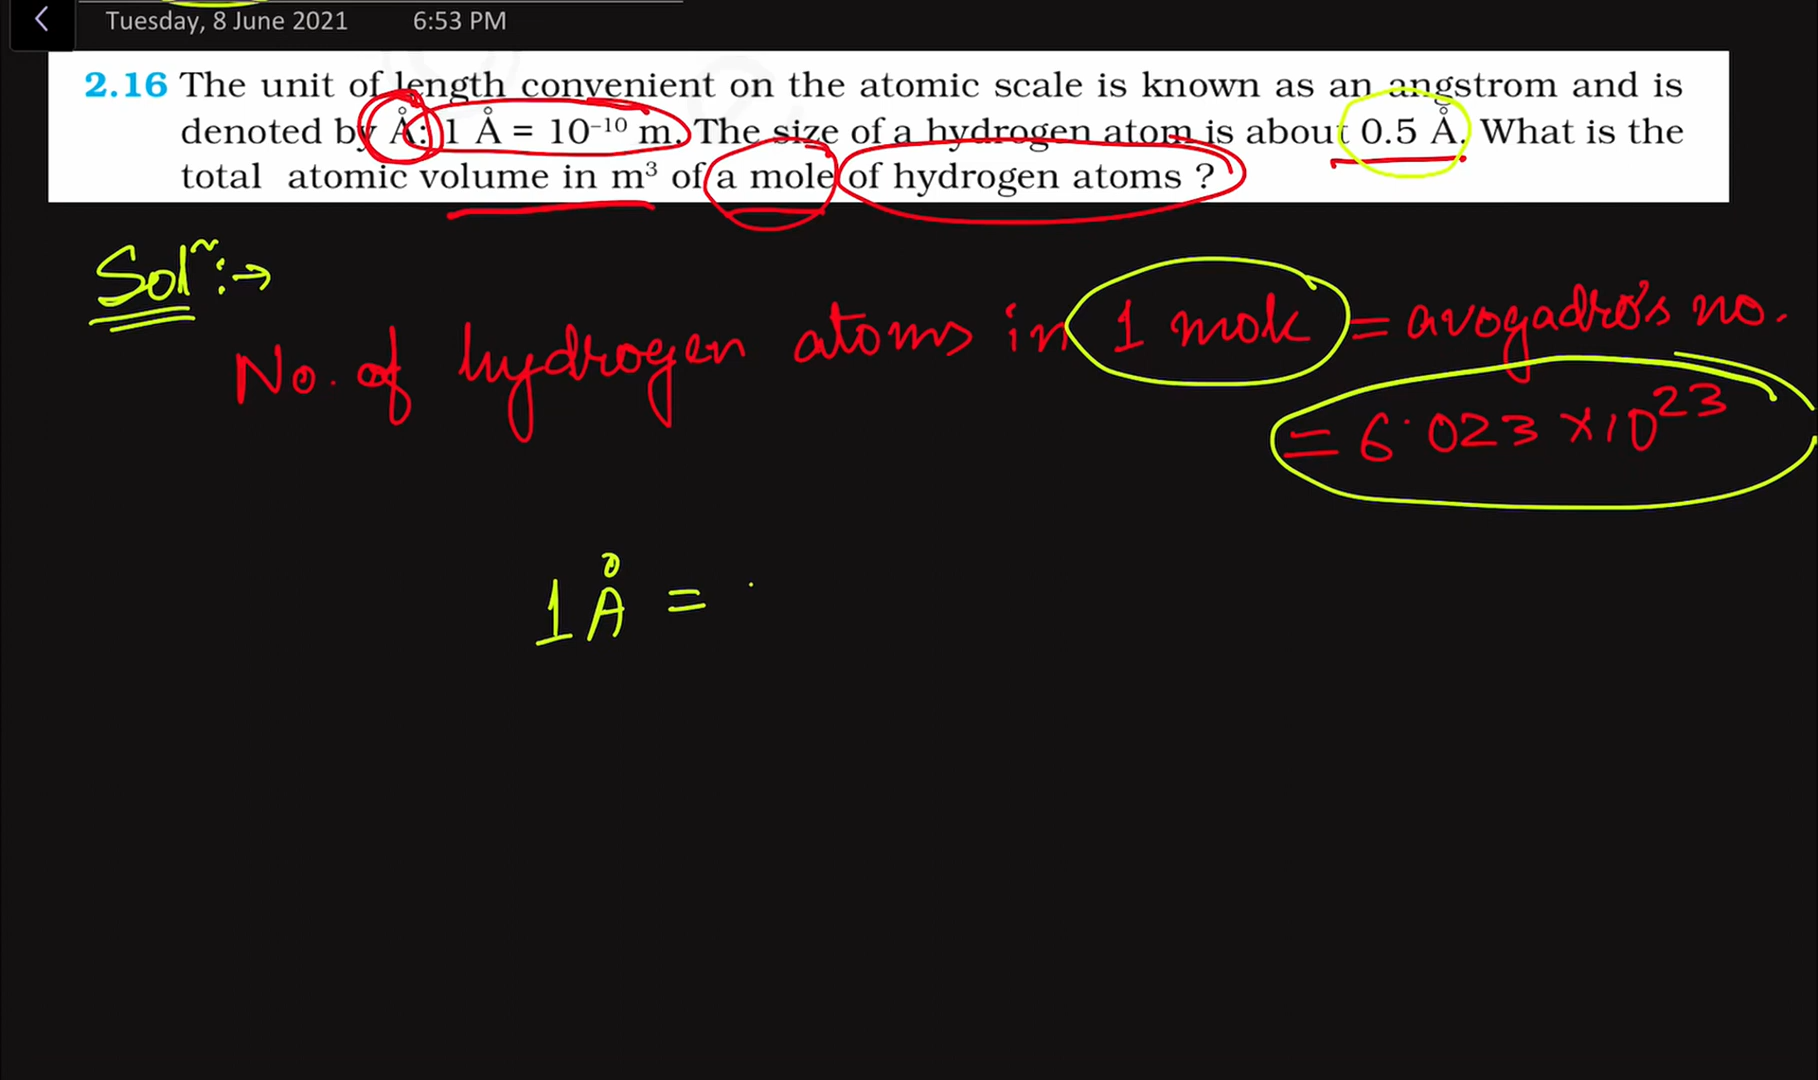 Tuesday, 8 June 2021 6:53 PM
2.16 The unit of length convenient on the atomic scale is known as an angstrom and is
denoted by Å: 1 Å = 10⁻¹⁰ m. The size of a hydrogen atom is about 0.5 Å. What is the
total atomic volume in m³ of a mole of hydrogen atoms ?
Solⁿ :→
No. of hydrogen atoms in 1 mole = avogadro's no.
= 6.023 × 10²³
1 Å =